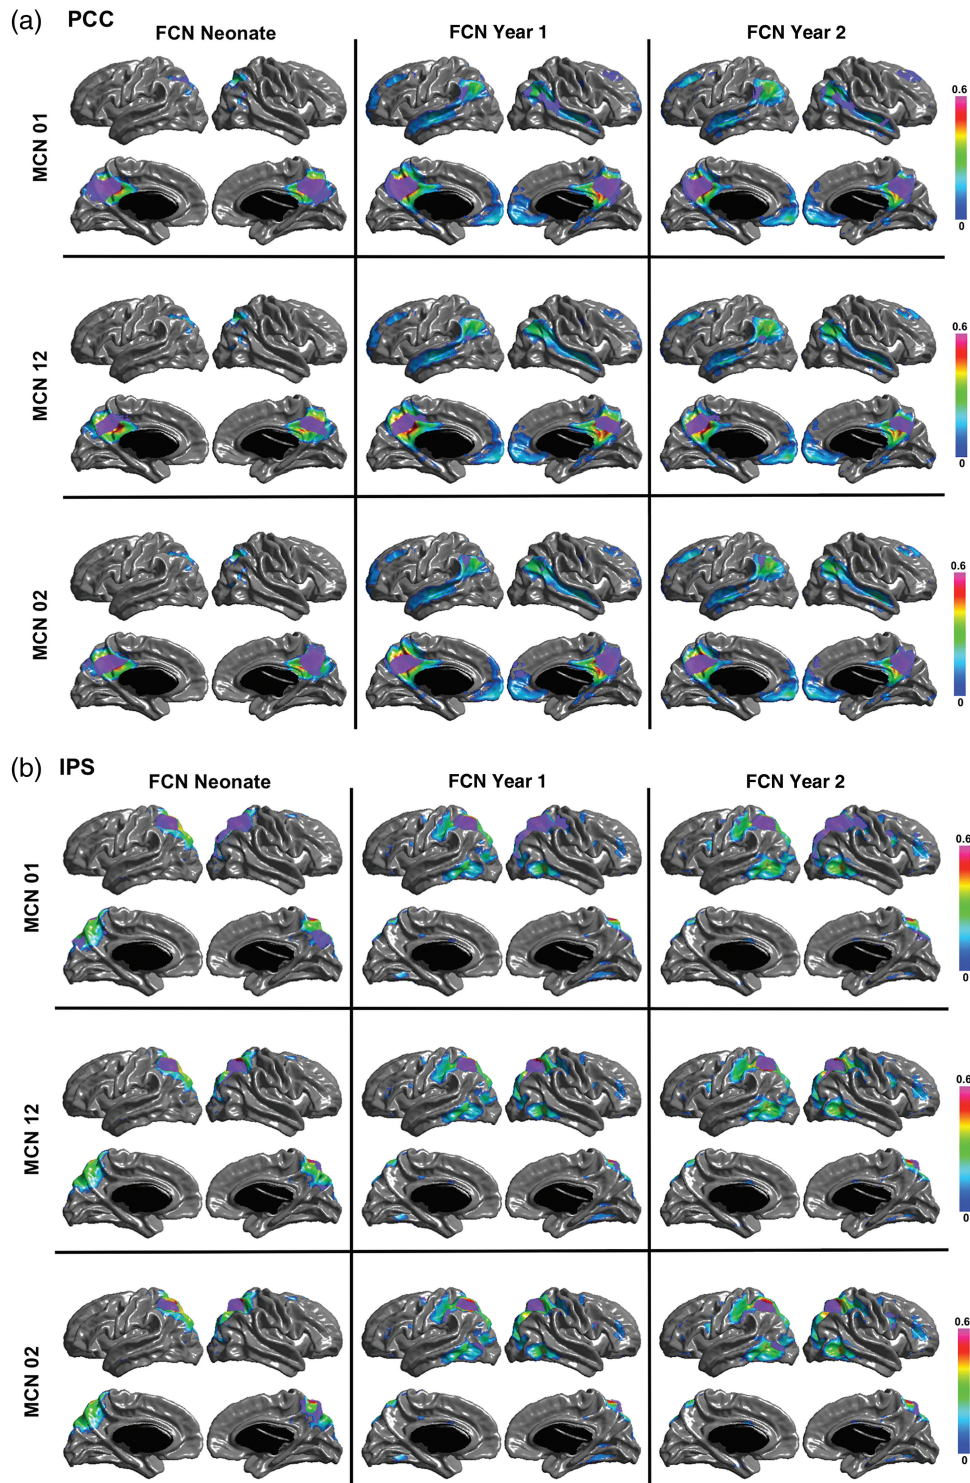 (a) PCC
FCN Neonate FCN Year 1 FCN Year 2
MCN 01
0.6
0
MCN 12
0.6
0
MCN 02
0.6
0
(b) IPS
FCN Neonate FCN Year 1 FCN Year 2
MCN 01
0.6
0
MCN 12
0.6
0
MCN 02
0.6
0